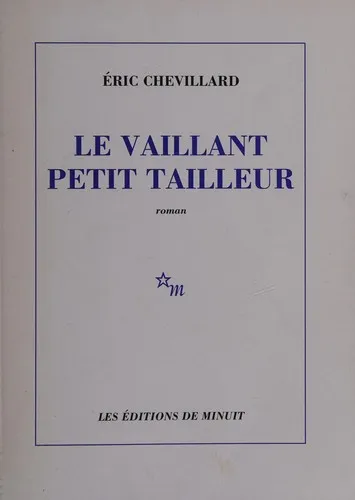 ÉRIC CHEVILLARD
LE VAILLANT
PETIT TAILLEUR
roman
m
LES ÉDITIONS DE MINUIT